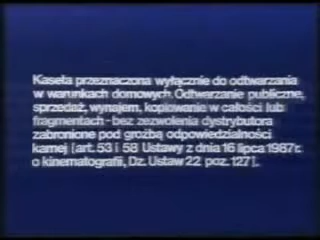 Kaseta przeznaczona wyłącznie do odtwarzania
w warunkach domowych. Odtwarzanie publiczne,
sprzedaż, wynajem, kopiowanie w całości lub
fragmentach - bez zezwolenia dystrybutora
zabronione pod groźbą odpowiedzialności
karnej [art. 53 i 58 Ustawy z dnia 16 lipca 1987r.
o kinematografii, Dz. Ustaw 22 poz. 127].